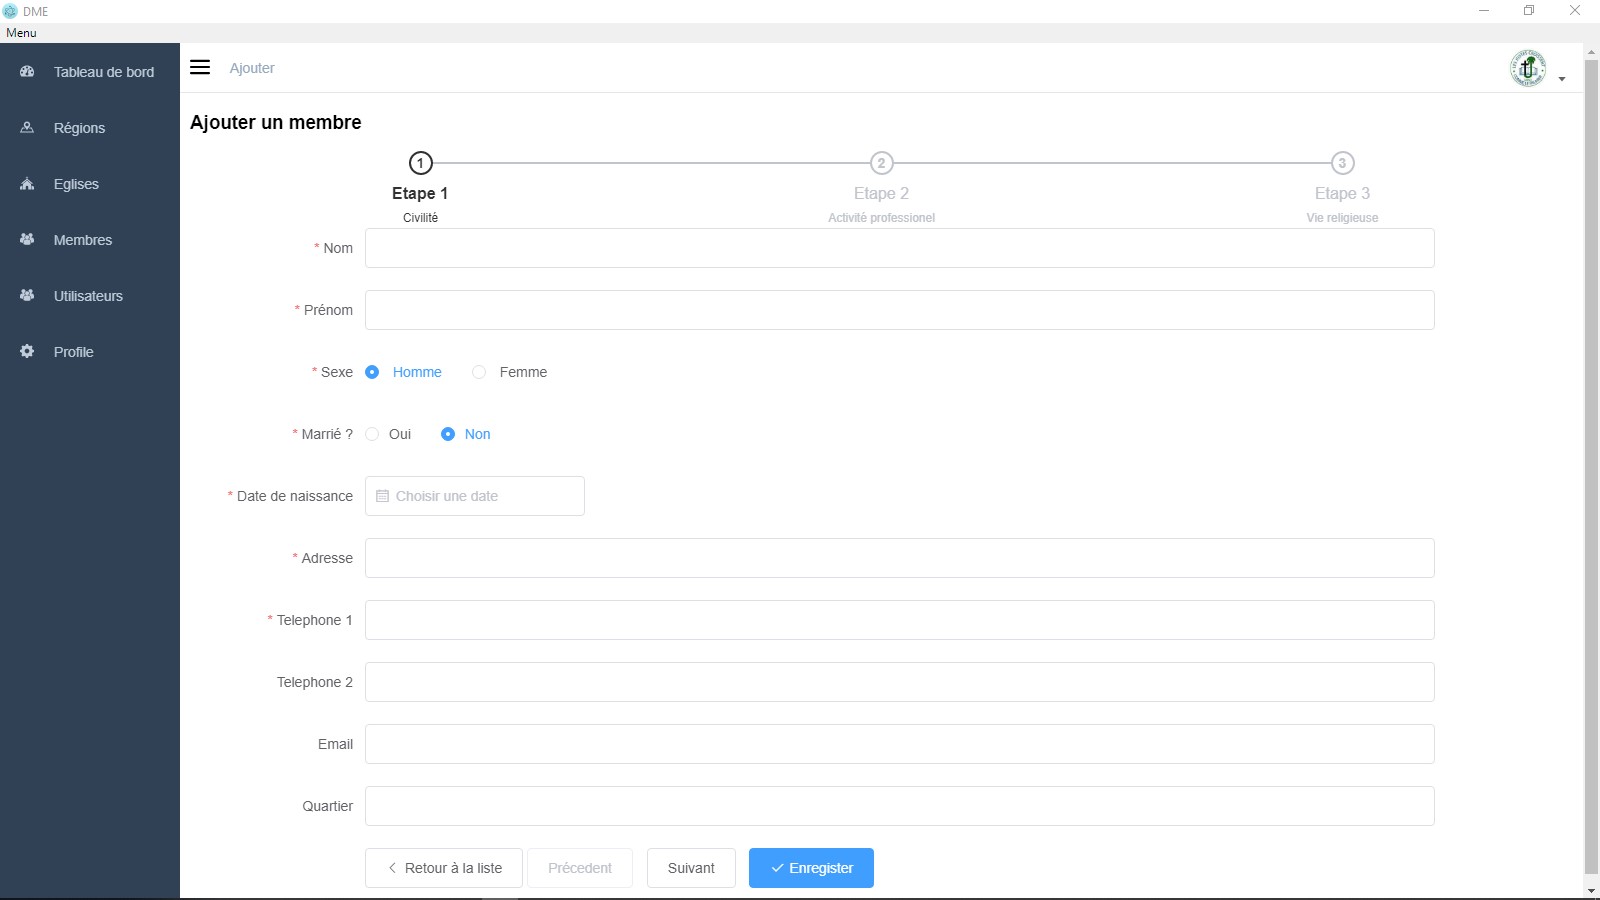 DME
Menu
Tableau de bord
Régions
Eglises
Membres
Utilisateurs
Profile
Ajouter
Ajouter un membre
1
Etape 1
Civilité
2
Etape 2
Activité professionel
3
Etape 3
Vie religieuse
* Nom
* Prénom
* Sexe Homme Femme
* Marrié ? Oui Non
* Date de naissance Choisir une date
* Adresse
* Telephone 1
Telephone 2
Email
Quartier
Retour à la liste Précedent Suivant Enregister